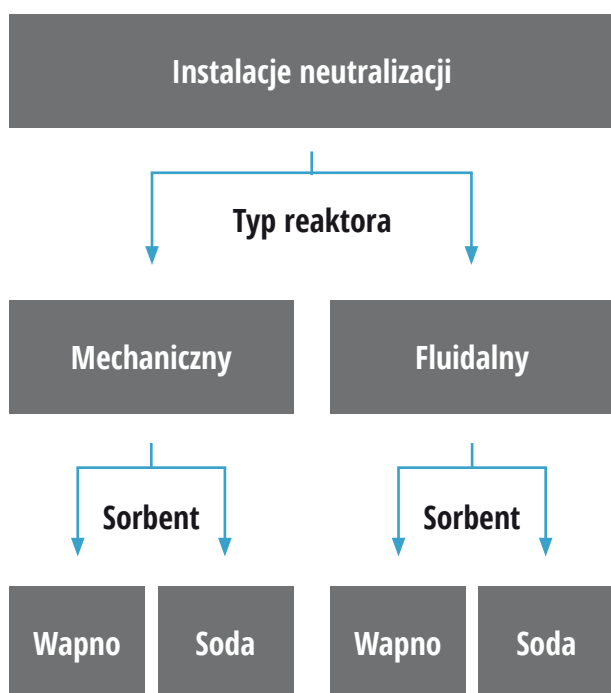 Instalacje neutralizacji
Typ reaktora
Mechaniczny
Fluidalny
Sorbent
Sorbent
Wapno
Soda
Wapno
Soda